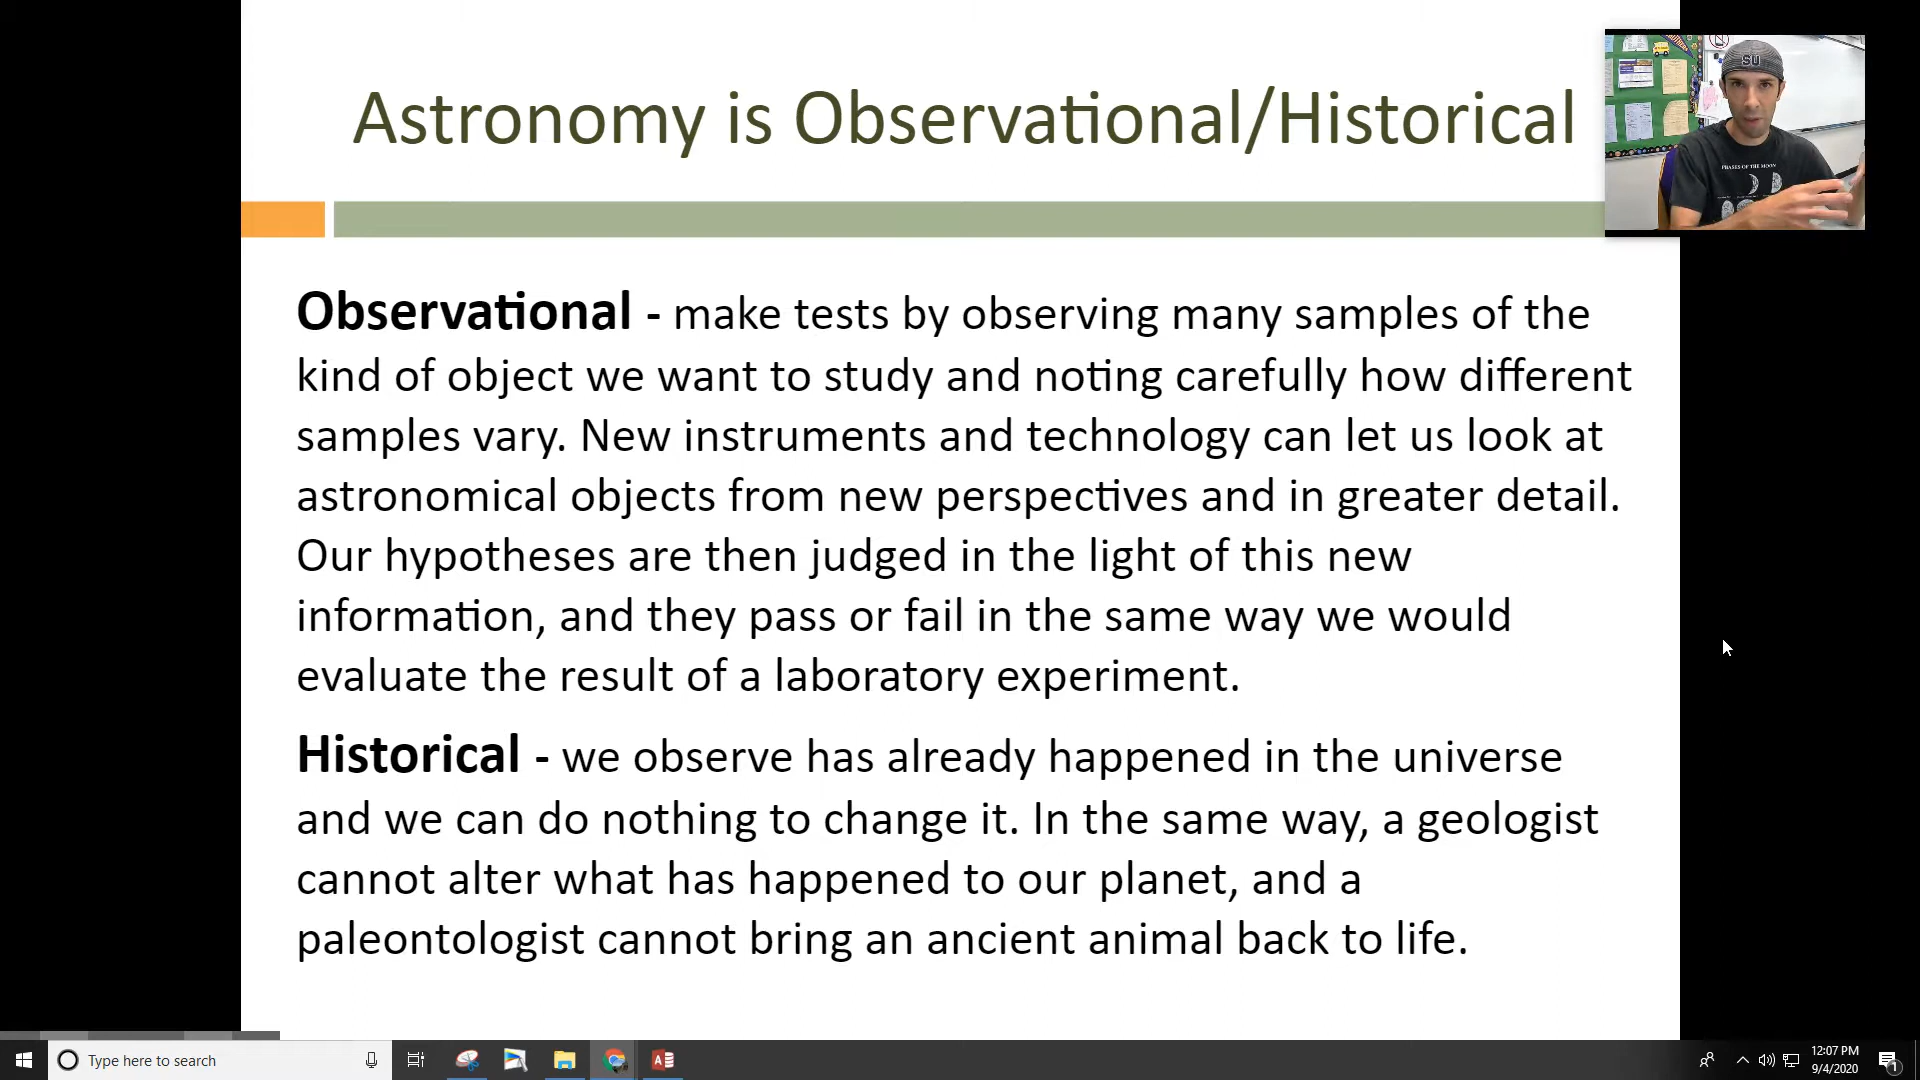 Astronomy is Observational/Historical
SU
PHASES OF THE MOON
Observational - make tests by observing many samples of the
kind of object we want to study and noting carefully how different
samples vary. New instruments and technology can let us look at
astronomical objects from new perspectives and in greater detail.
Our hypotheses are then judged in the light of this new
information, and they pass or fail in the same way we would
evaluate the result of a laboratory experiment.
Historical - we observe has already happened in the universe
and we can do nothing to change it. In the same way, a geologist
cannot alter what has happened to our planet, and a
paleontologist cannot bring an ancient animal back to life.
Type here to search
12:07 PM
9/4/2020
1